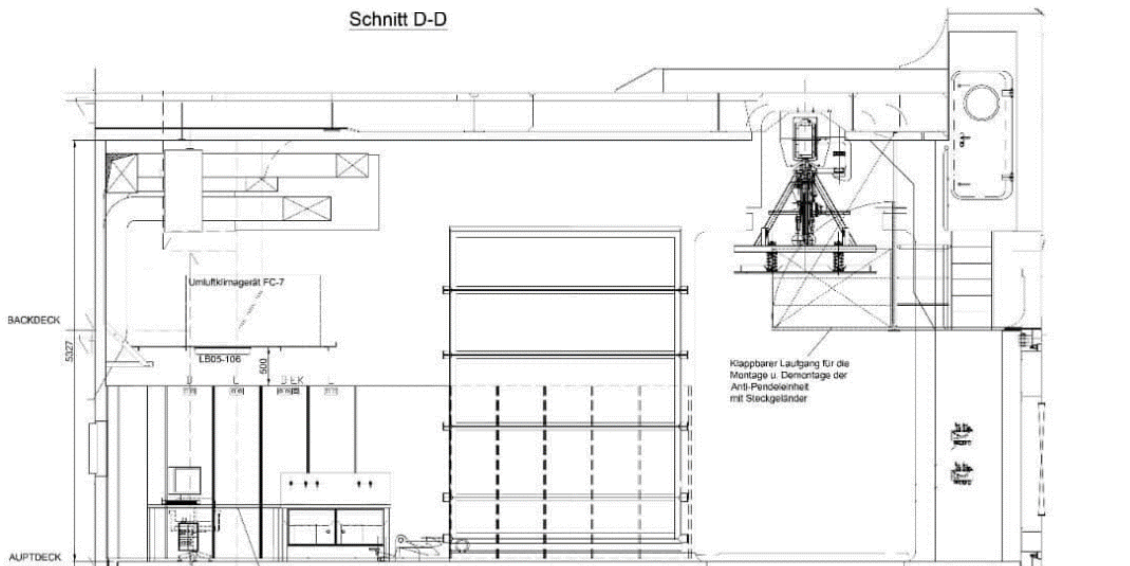 Schnitt D-D
Umluftklimagerät FC-7
BACKDECK
5327
LB05-106
500
Klappbarer Laufgang für die
Montage u. Demontage der
Anti-Pendeleinheit
mit Steckgeländer
D L D EK L
AUPTDECK